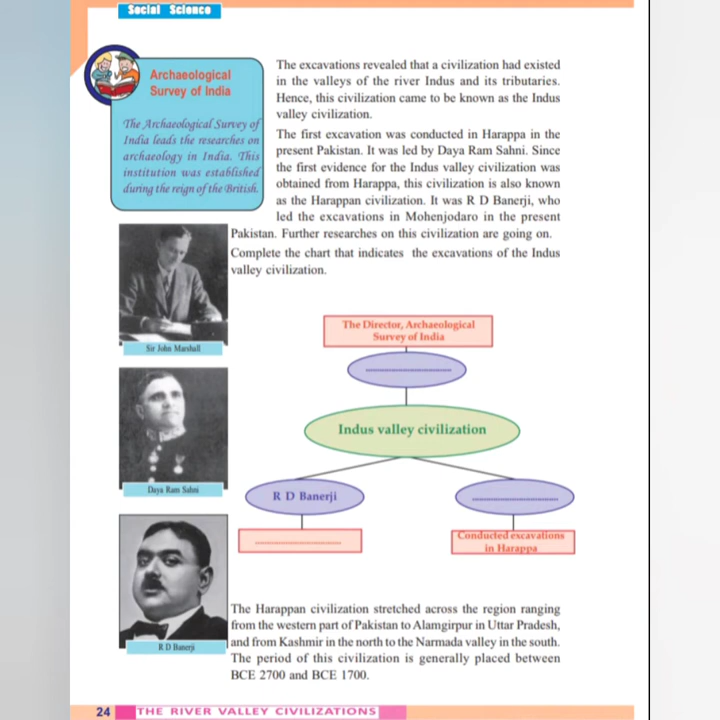 Social Science
Archaeological
Survey of India
The Archaeological Survey of
India leads the researches on
archaeology in India. This
institution was established
during the reign of the British.
The excavations revealed that a civilization had existed
in the valleys of the river Indus and its tributaries.
Hence, this civilization came to be known as the Indus
valley civilization.
The first excavation was conducted in Harappa in the
present Pakistan. It was led by Daya Ram Sahni. Since
the first evidence for the Indus valley civilization was
obtained from Harappa, this civilization is also known
as the Harappan civilization. It was R D Banerji, who
led the excavations in Mohenjodaro in the present
Pakistan. Further researches on this civilization are going on.
Complete the chart that indicates the excavations of the Indus
valley civilization.
Sir John Marshall
Daya Ram Sahni
R D Banerji
The Director, Archaeological
Survey of India
Indus valley civilization
R D Banerji
Conducted excavations
in Harappa
The Harappan civilization stretched across the region ranging
from the western part of Pakistan to Alamgirpur in Uttar Pradesh,
and from Kashmir in the north to the Narmada valley in the south.
The period of this civilization is generally placed between
BCE 2700 and BCE 1700.
24 THE RIVER VALLEY CIVILIZATIONS